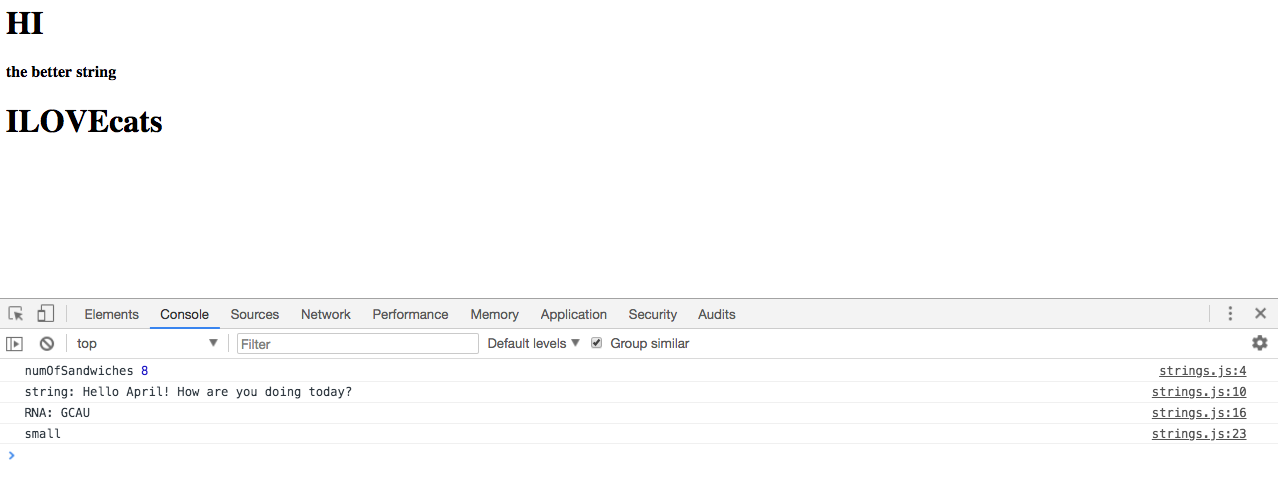 HI
the better string
ILOVEcats
Elements Console Sources Network Performance Memory Application Security Audits
top Filter Default levels Group similar
numOfSandwiches 8 strings.js:4
string: Hello April! How are you doing today? strings.js:10
RNA: GCAU strings.js:16
small strings.js:23